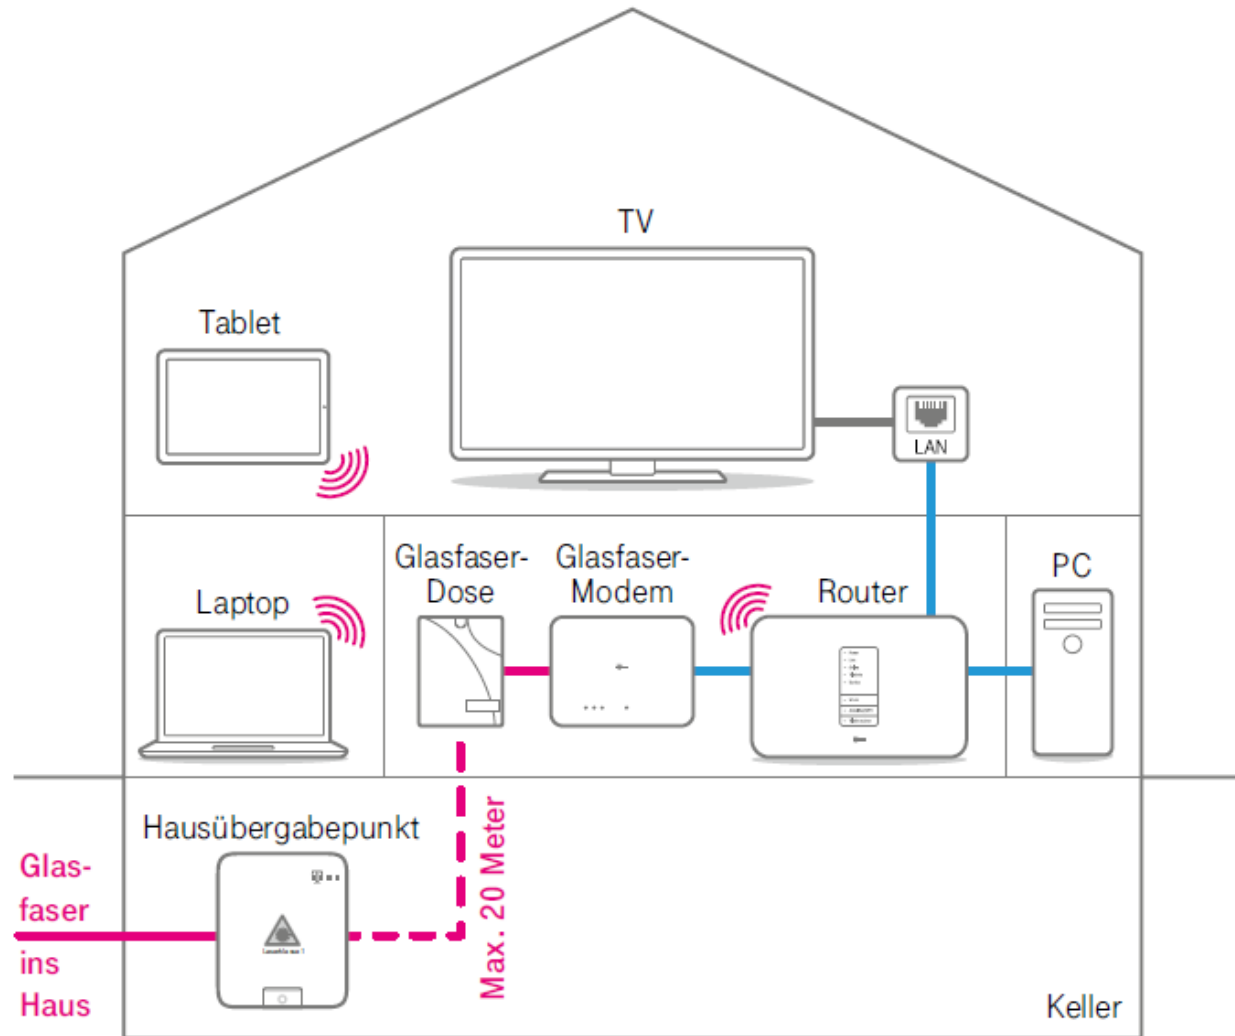 TV
Tablet
LAN
Glasfaser-
Dose
Glasfaser-
Modem
Router
PC
Laptop
Hausübergabepunkt
Glas-
faser
ins
Haus
Max. 20 Meter
Keller